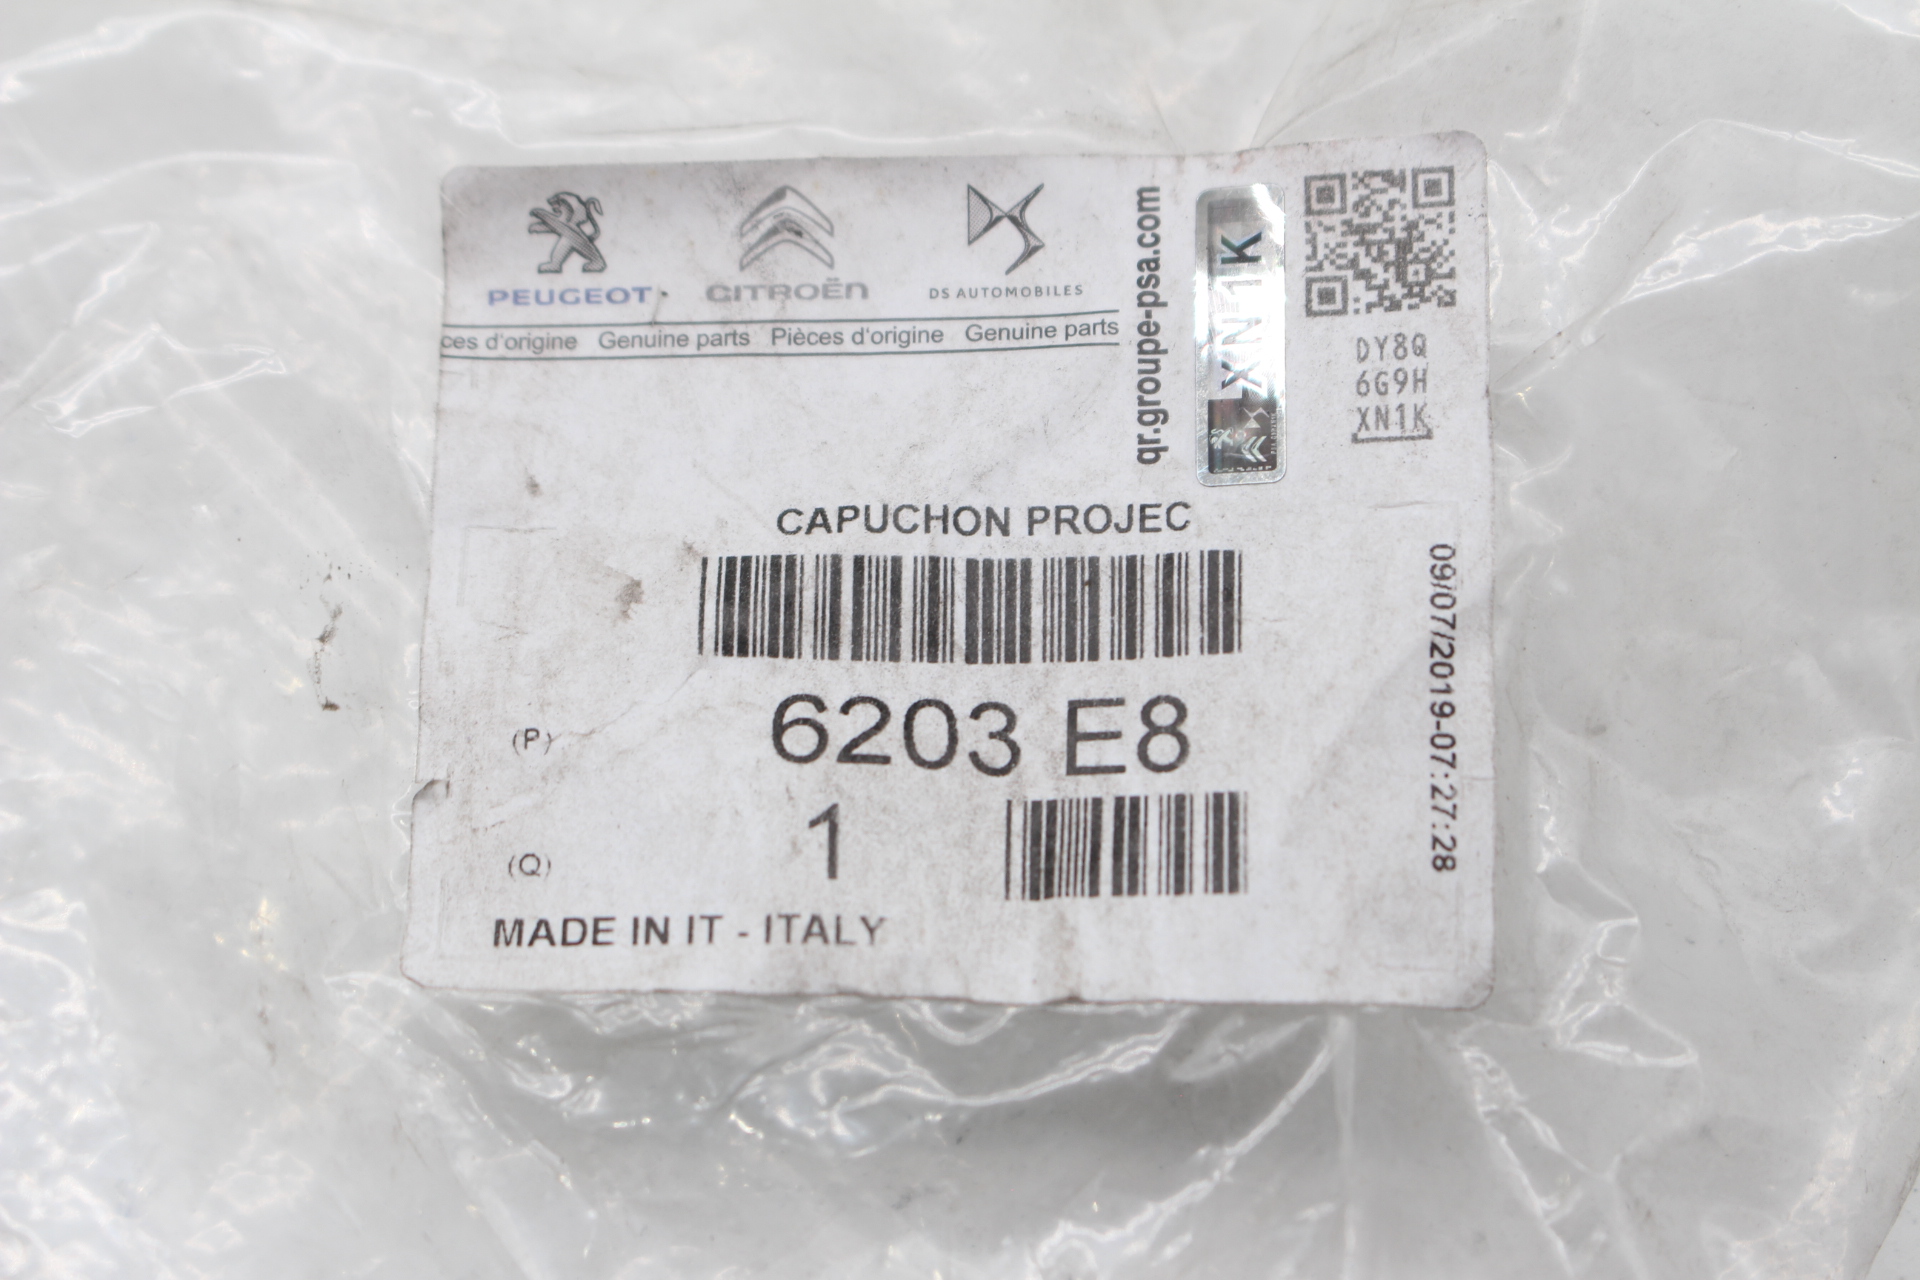 PEUGEOT
CITROËN
DS AUTOMOBILES
ces d'origine Genuine parts Pièces d'origine Genuine parts
qr.groupe-psa.com
XN1K
DY8Q
6G9H
XN1K
CAPUCHON PROJEC
(P) 6203 E8
(Q) 1
MADE IN IT - ITALY
09/07/2019-07:27:28